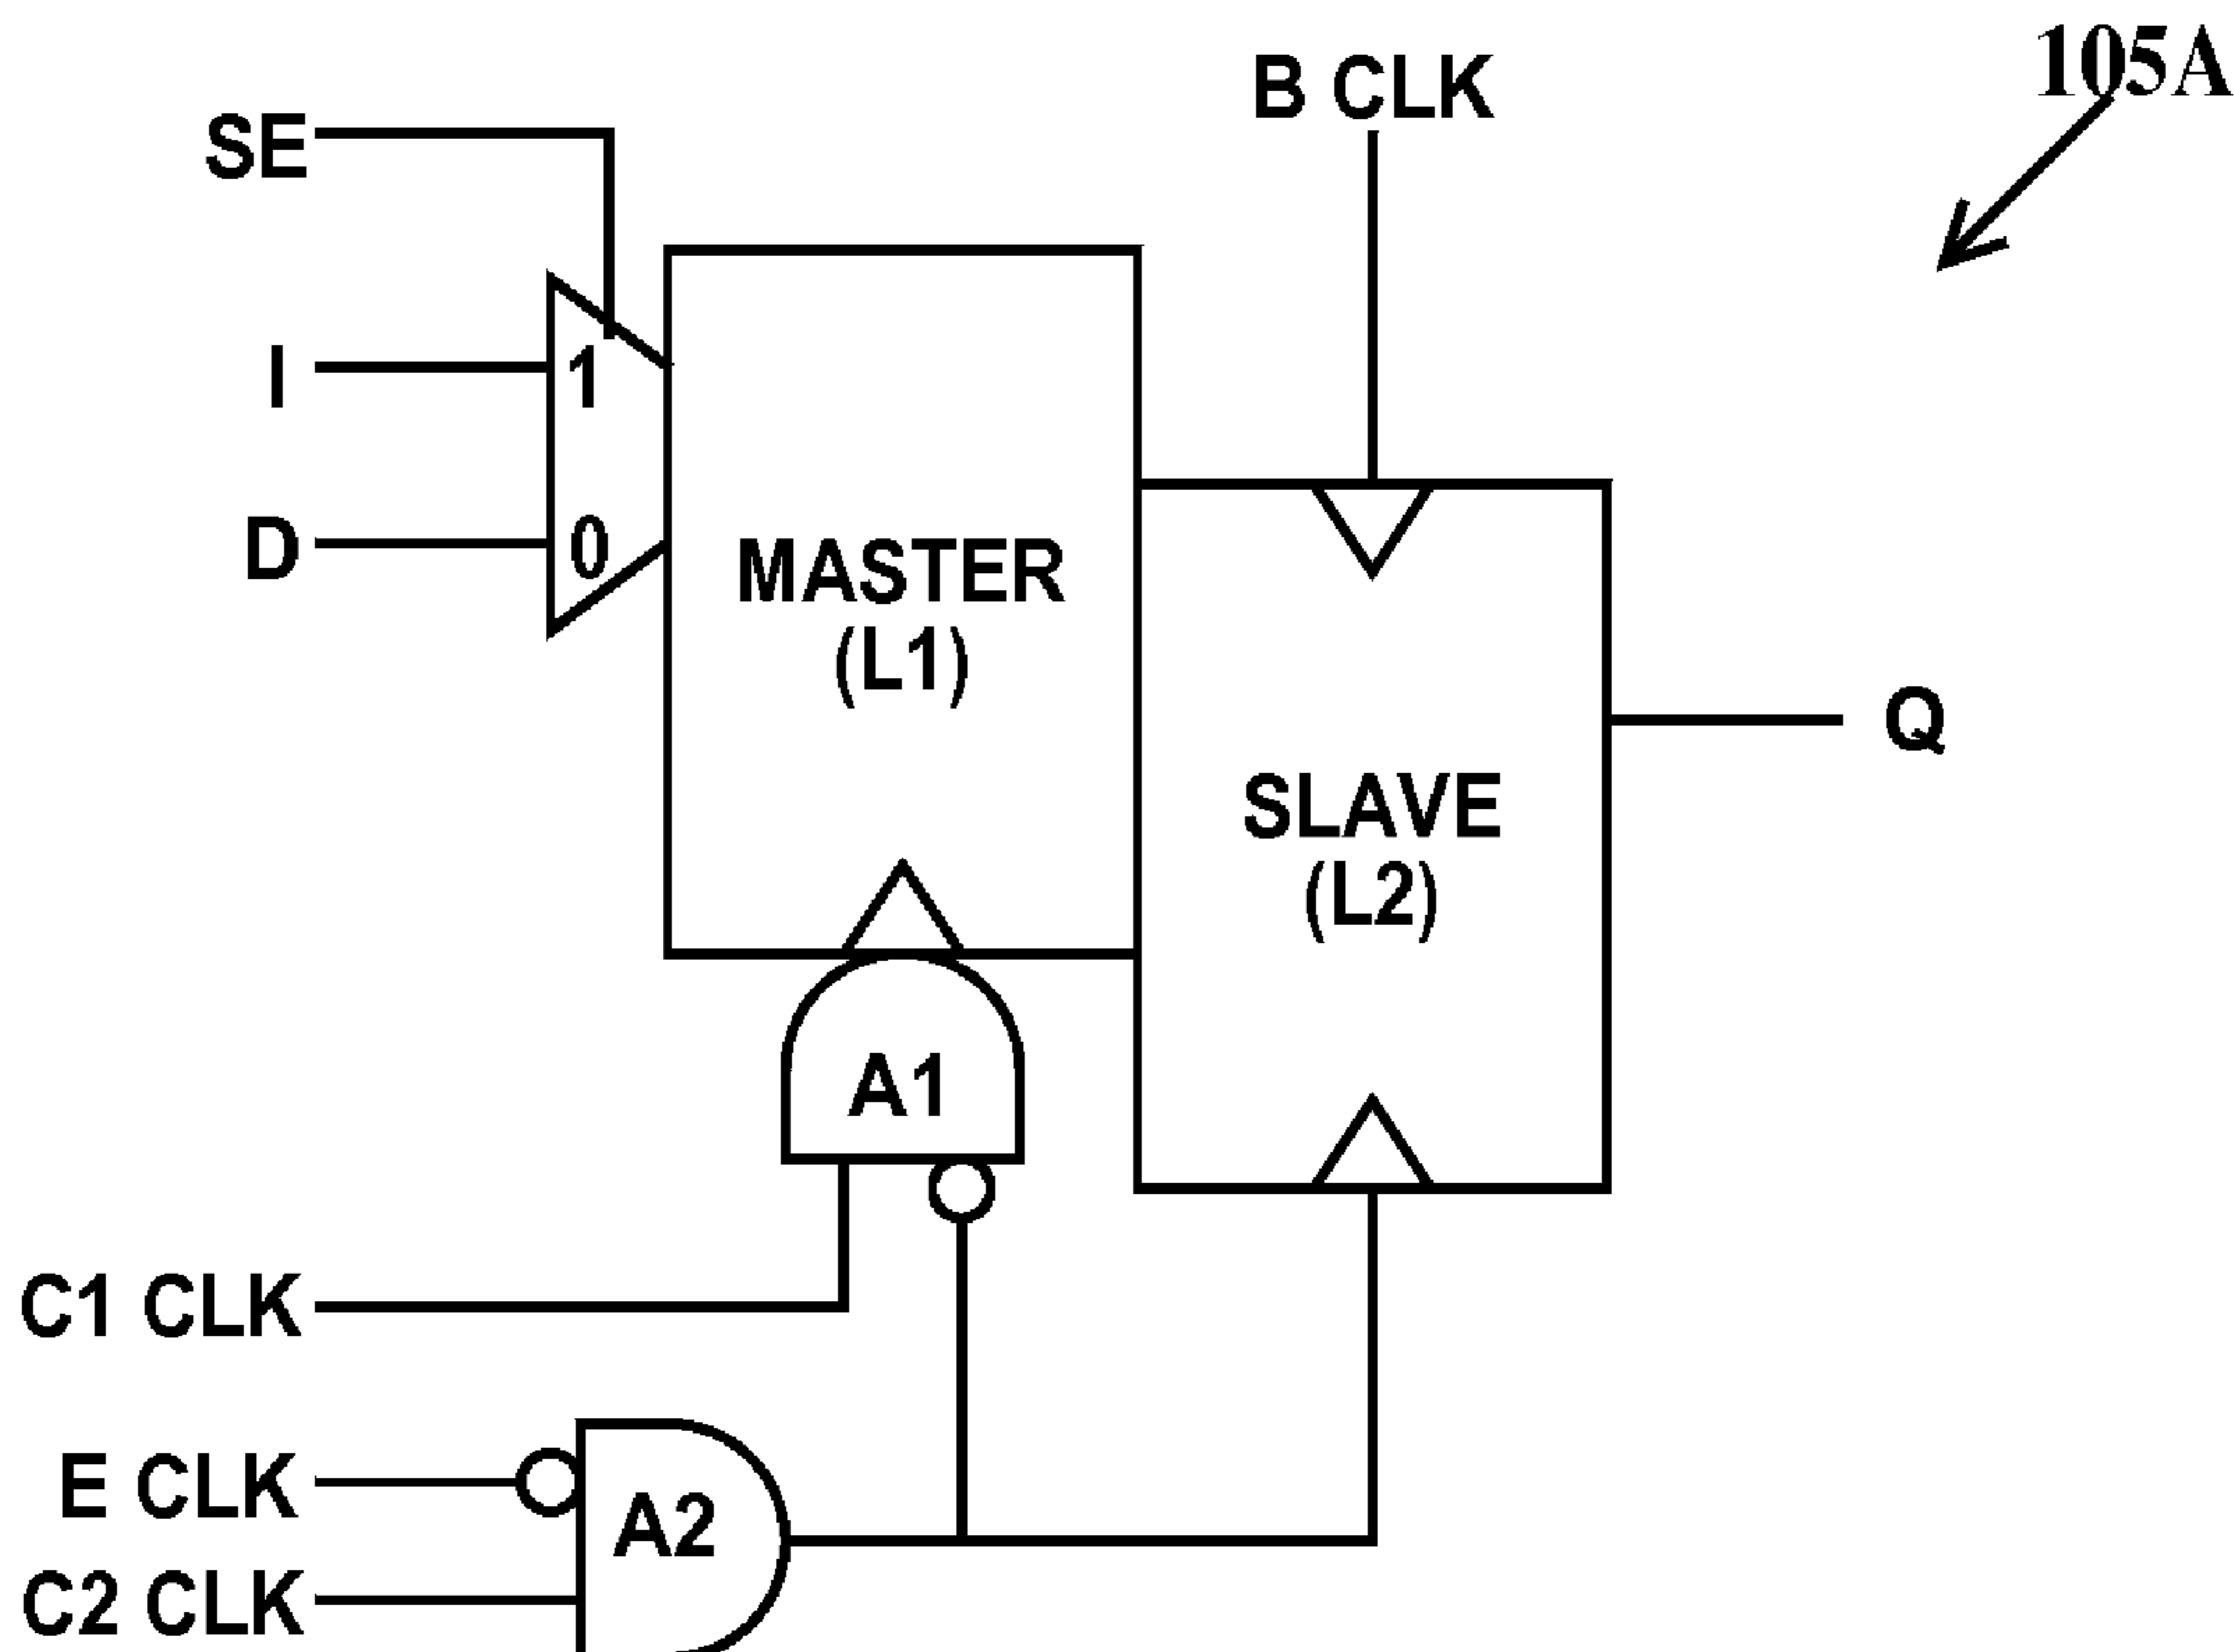 105A
B CLK
SE
I
1
D
0
MASTER
(L1)
Q
SLAVE
(L2)
A1
C1 CLK
E CLK
A2
C2 CLK